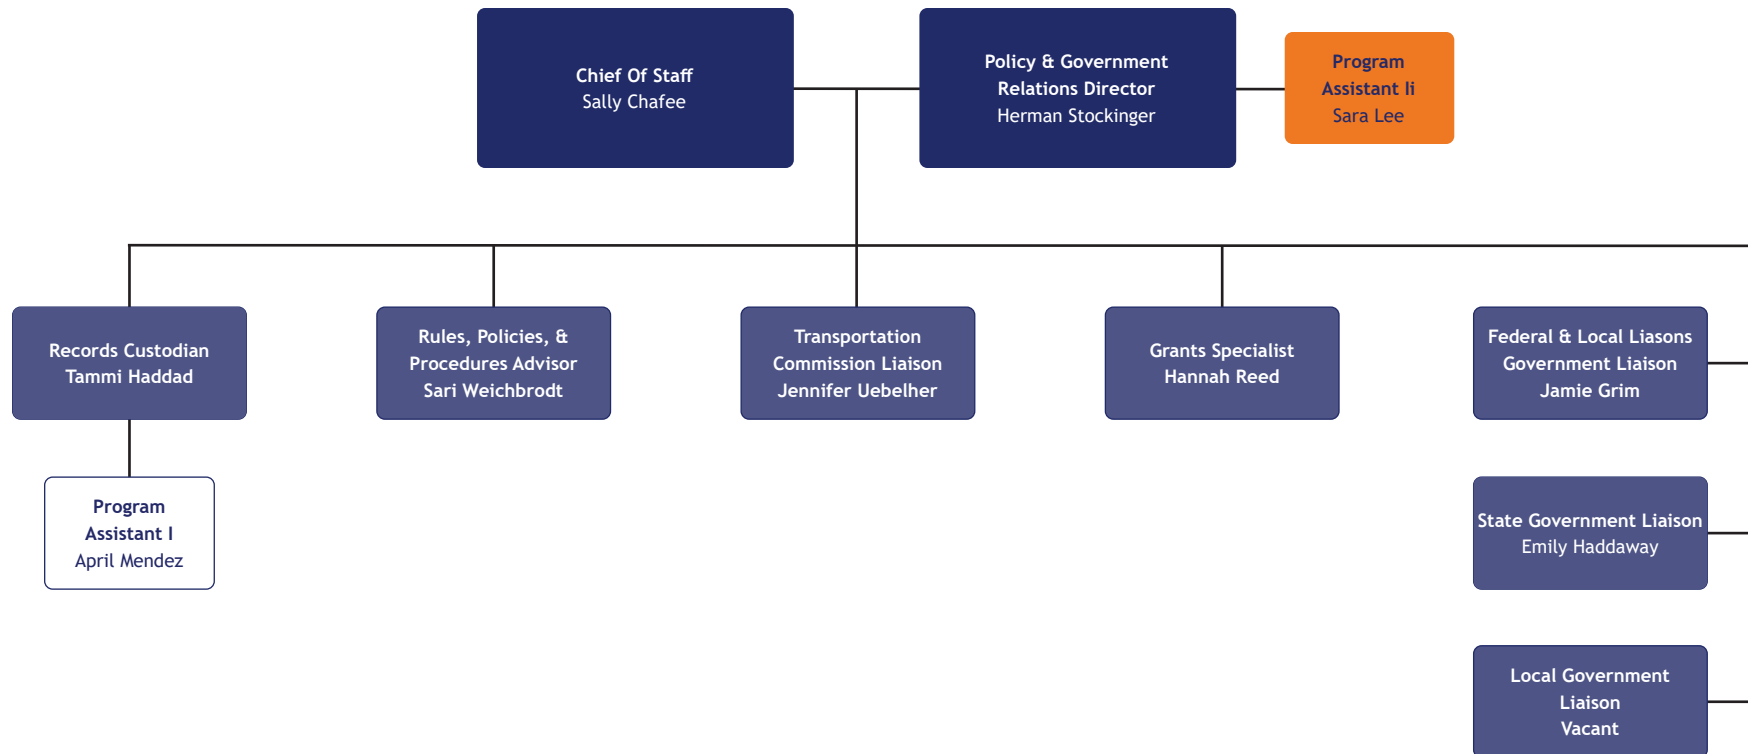 Chief Of Staff
Sally Chafee
Policy & Government
Relations Director
Herman Stockinger
Program
Assistant Ii
Sara Lee
Records Custodian
Tammi Haddad
Rules, Policies, &
Procedures Advisor
Sari Weichbrodt
Transportation
Commission Liaison
Jennifer Uebelher
Grants Specialist
Hannah Reed
Federal & Local Liasons
Government Liaison
Jamie Grim
Program
Assistant I
April Mendez
State Government Liaison
Emily Haddaway
Local Government
Liaison
Vacant